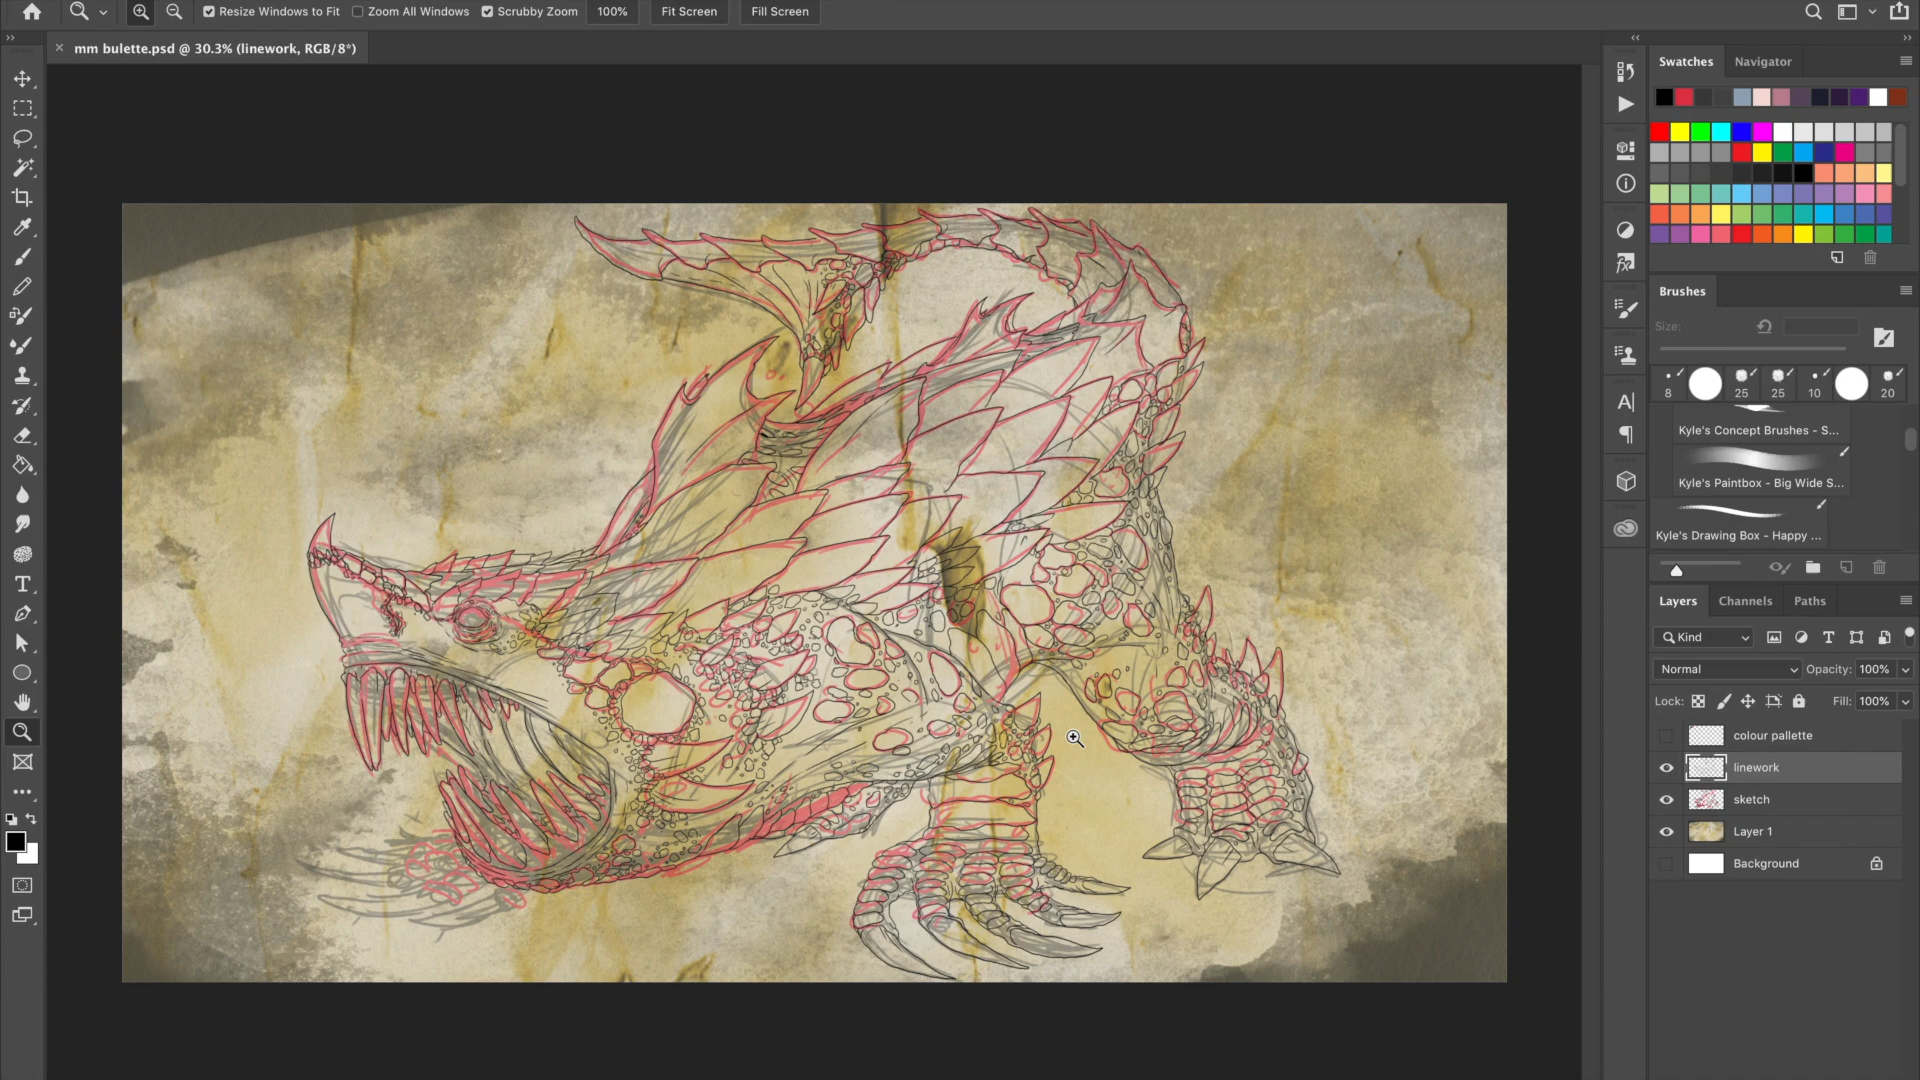 Resize Windows to Fit Zoom All Windows Scrubby Zoom 100% Fit Screen Fill Screen
mm bulette.psd @ 30.3% (linework, RGB/8*)
Swatches Navigator
Brushes
Size:
8 25 25 10 20
Kyle's Concept Brushes - S...
Kyle's Paintbox - Big Wide S...
Kyle's Drawing Box - Happy ...
Layers Channels Paths
Kind
Normal Opacity: 100%
Lock: Fill: 100%
colour pallette
linework
sketch
Layer 1
Background